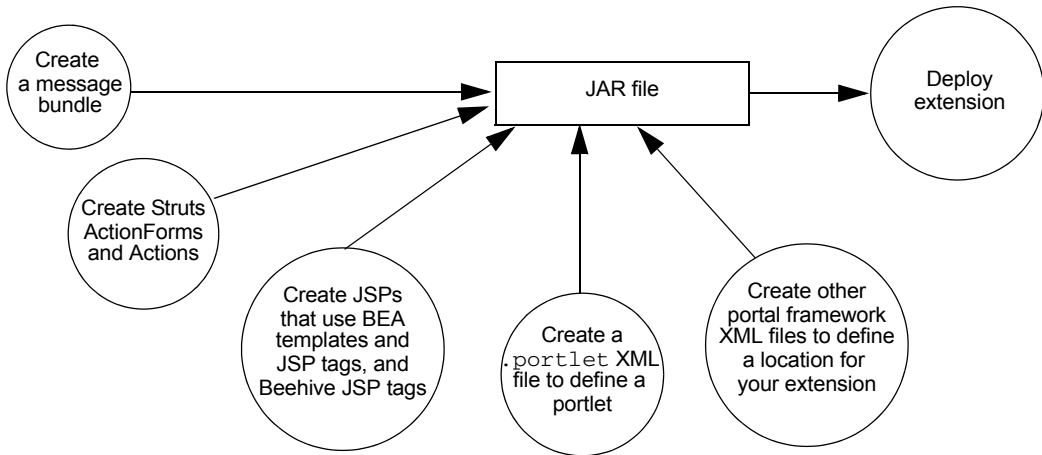 Create
a message
bundle
JAR file
Deploy
extension
Create Struts
ActionForms
and Actions
Create JSPs
that use BEA
templates and
JSP tags, and
Beehive JSP tags
Create a
.portlet XML
file to define a
portlet
Create other
portal framework
XML files to define
a location for
your extension